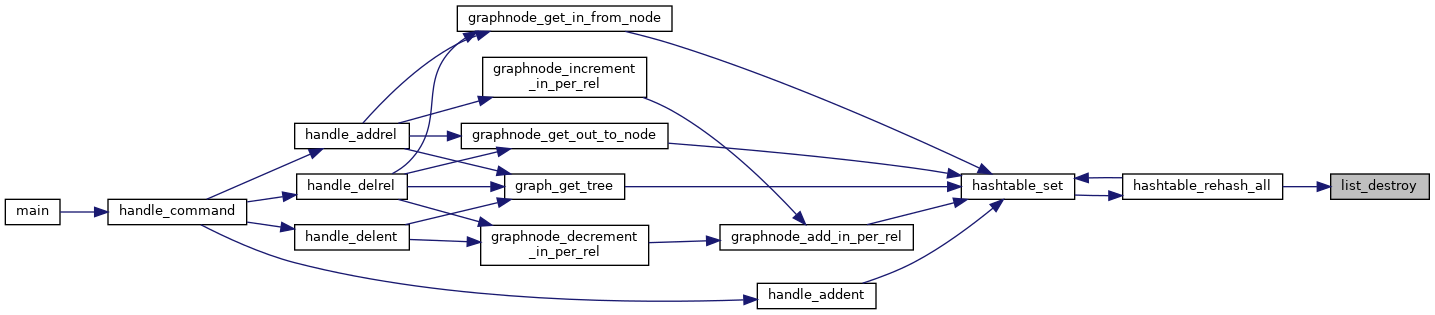 graphnode_get_in_from_node
graphnode_increment
_in_per_rel
handle_addrel
graphnode_get_out_to_node
handle_delrel
graph_get_tree
hashtable_set
hashtable_rehash_all
list_destroy
main
handle_command
handle_delent
graphnode_decrement
_in_per_rel
graphnode_add_in_per_rel
handle_addent